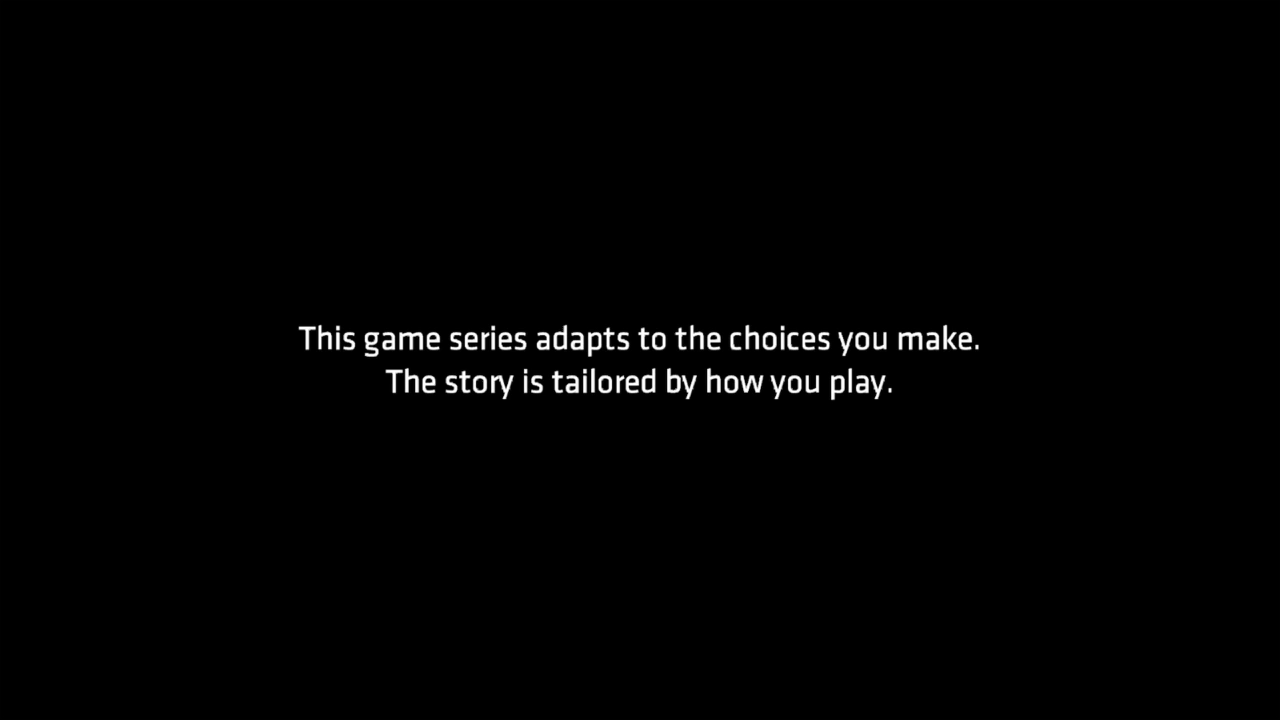 This game series adapts to the choices you make.
The story is tailored by how you play.